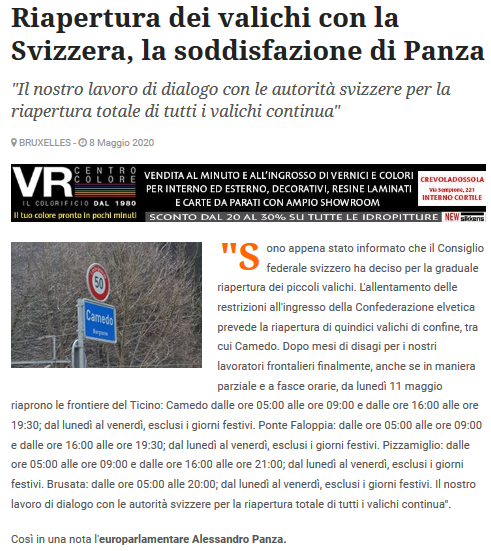 Riapertura dei valichi con la
Svizzera, la soddisfazione di Panza
"Il nostro lavoro di dialogo con le autorità svizzere per la
riapertura totale di tutti i valichi continua"
BRUXELLES - 8 Maggio 2020
VR CENTRO COLORE
IL COLORIFICIO DAL 1980
Il tuo colore pronto in pochi minuti
VENDITA AL MINUTO E ALL'INGROSSO DI VERNICI E COLORI
PER INTERNO ED ESTERNO, DECORATIVI, RESINE LAMINATI
E CARTE DA PARATI CON AMPIO SHOWROOM
SCONTO DAL 20 AL 30% SU TUTTE LE IDROPITTURE
CREVOLADOSSOLA
Via Sempione, 221
INTERNO CORTILE
NEW sikkens
50
Camedo
"Sono appena stato informato che il Consiglio
federale svizzero ha deciso per la graduale
riapertura dei piccoli valichi. L'allentamento delle
restrizioni all'ingresso della Confederazione elvetica
prevede la riapertura di quindici valichi di confine, tra
cui Camedo. Dopo mesi di disagi per i nostri
lavoratori frontalieri finalmente, anche se in maniera
parziale e a fasce orarie, da lunedì 11 maggio
riaprono le frontiere del Ticino: Camedo dalle ore 05:00 alle ore 09:00 e dalle ore 16:00 alle ore
19:30; dal lunedì al venerdì, esclusi i giorni festivi. Ponte Faloppia: dalle ore 05:00 alle ore 09:00
e dalle ore 16:00 alle ore 19:30; dal lunedì al venerdì, esclusi i giorni festivi. Pizzamiglio: dalle
ore 05:00 alle ore 09:00 e dalle ore 16:00 alle ore 21:00; dal lunedì al venerdì, esclusi i giorni
festivi. Brusata: dalle ore 05:00 alle 20:00; dal lunedì al venerdì, esclusi i giorni festivi. Il nostro
lavoro di dialogo con le autorità svizzere per la riapertura totale di tutti i valichi continua".
Così in una nota l'europarlamentare Alessandro Panza.